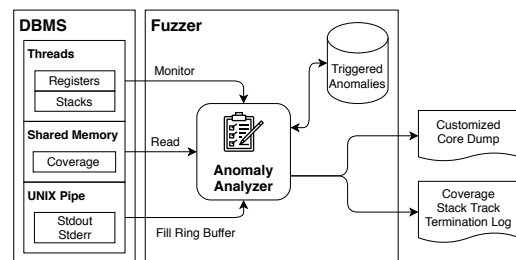 DBMS
Threads
Registers
Stacks
Shared Memory
Coverage
UNIX Pipe
Stdout
Stderr
Fuzzer
Monitor
Read
Fill Ring Buffer
Anomaly
Analyzer
Triggered
Anomalies
Customized
Core Dump
Coverage
Stack Track
Termination Log